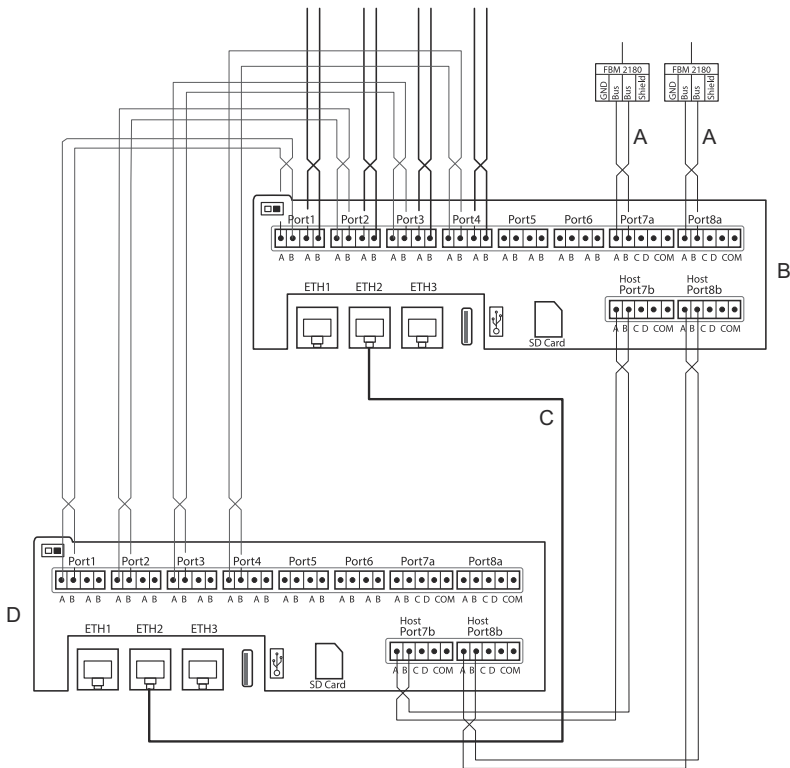 FBM 2180 FBM 2180
GND Bus Bus Shield GND Bus Bus Shield
A A
Port1 Port2 Port3 Port4 Port5 Port6 Port7a Port8a
A B A B A B A B A B A B A B A B A B A B A B A B A B C D COM A B C D COM
B
Host Host
Port7b Port8b
ETH1 ETH2 ETH3
A B C D COM A B C D COM
SD Card
C
Port1 Port2 Port3 Port4 Port5 Port6 Port7a Port8a
A B A B A B A B A B A B A B A B A B A B A B A B A B C D COM A B C D COM
D
Host Host
Port7b Port8b
ETH1 ETH2 ETH3
A B C D COM A B C D COM
SD Card